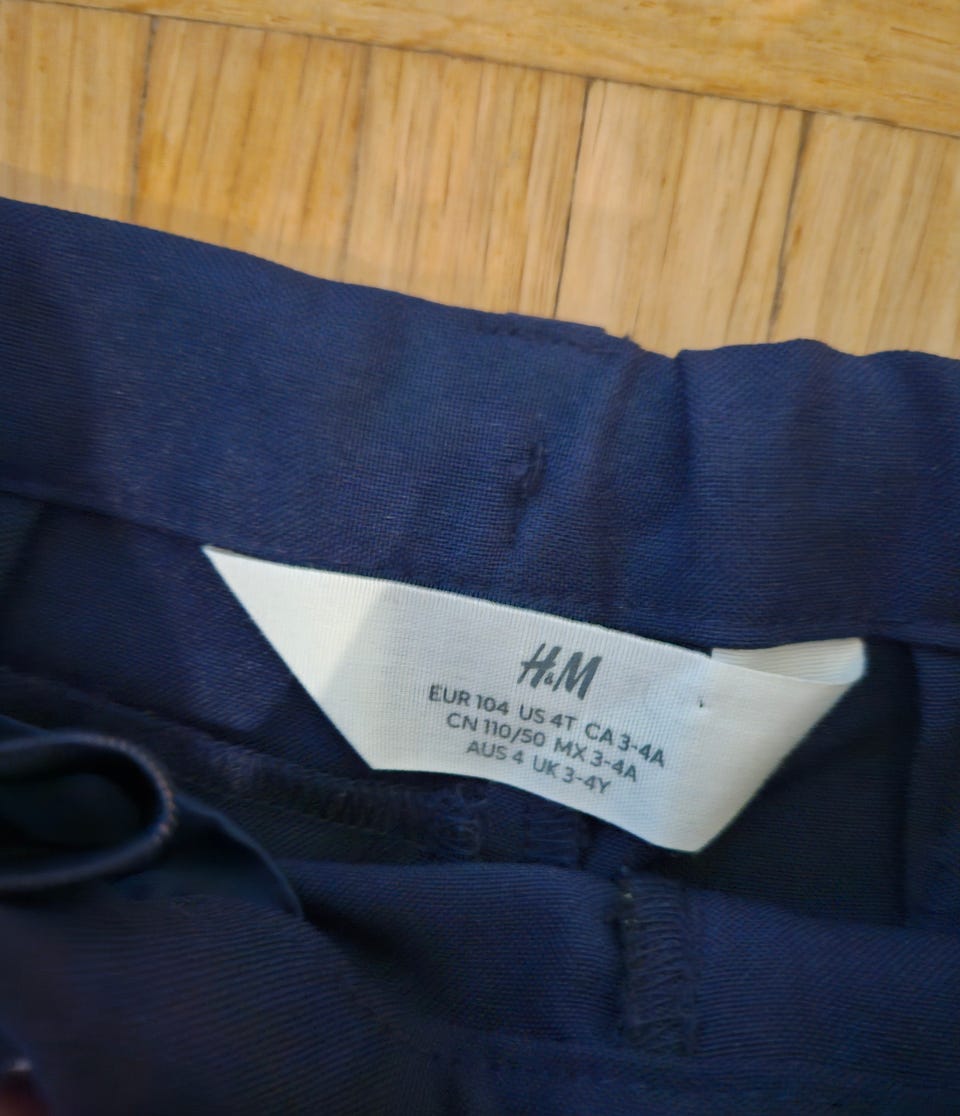 H&M
EUR 104 US 4T CA 3-4A
CN 110/50 MX 3-4A
AUS 4 UK 3-4Y